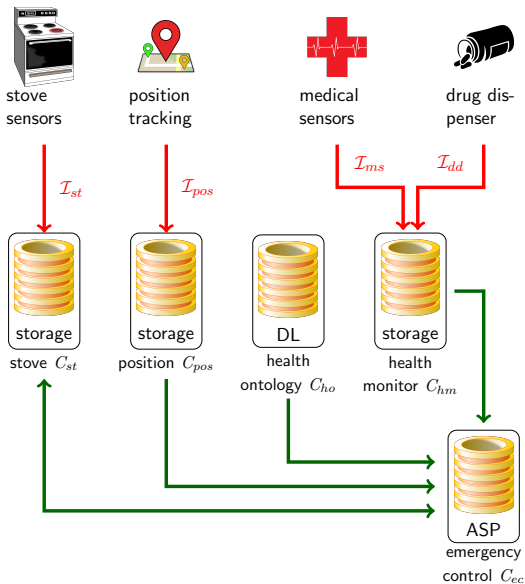 stove
sensors
position
tracking
medical
sensors
drug dis-
penser
I_st
I_pos
I_ms
I_dd
storage
storage
DL
storage
stove C_st
position C_pos
health
ontology C_ho
health
monitor C_hm
ASP
emergency
control C_ec